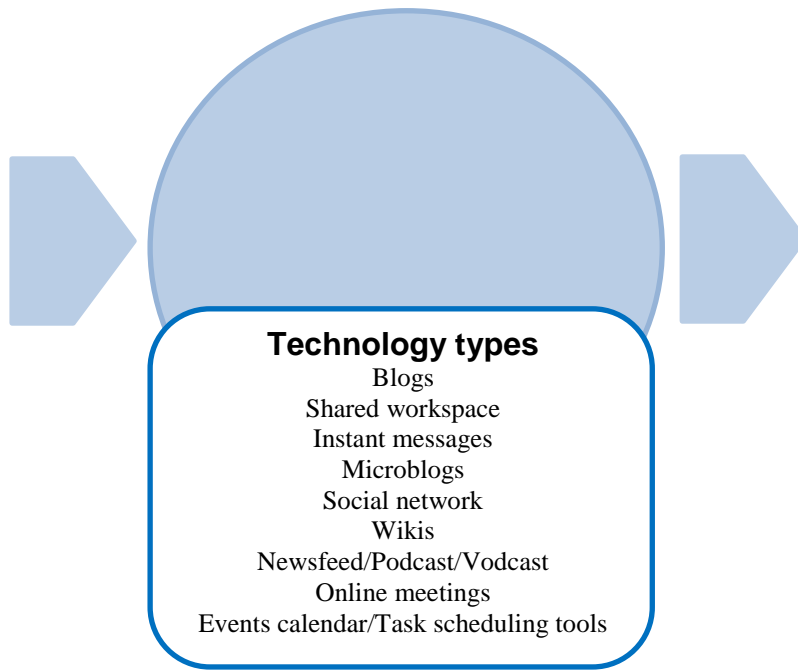 Technology types
Blogs
Shared workspace
Instant messages
Microblogs
Social network
Wikis
Newsfeed/Podcast/Vodcast
Online meetings
Events calendar/Task scheduling tools